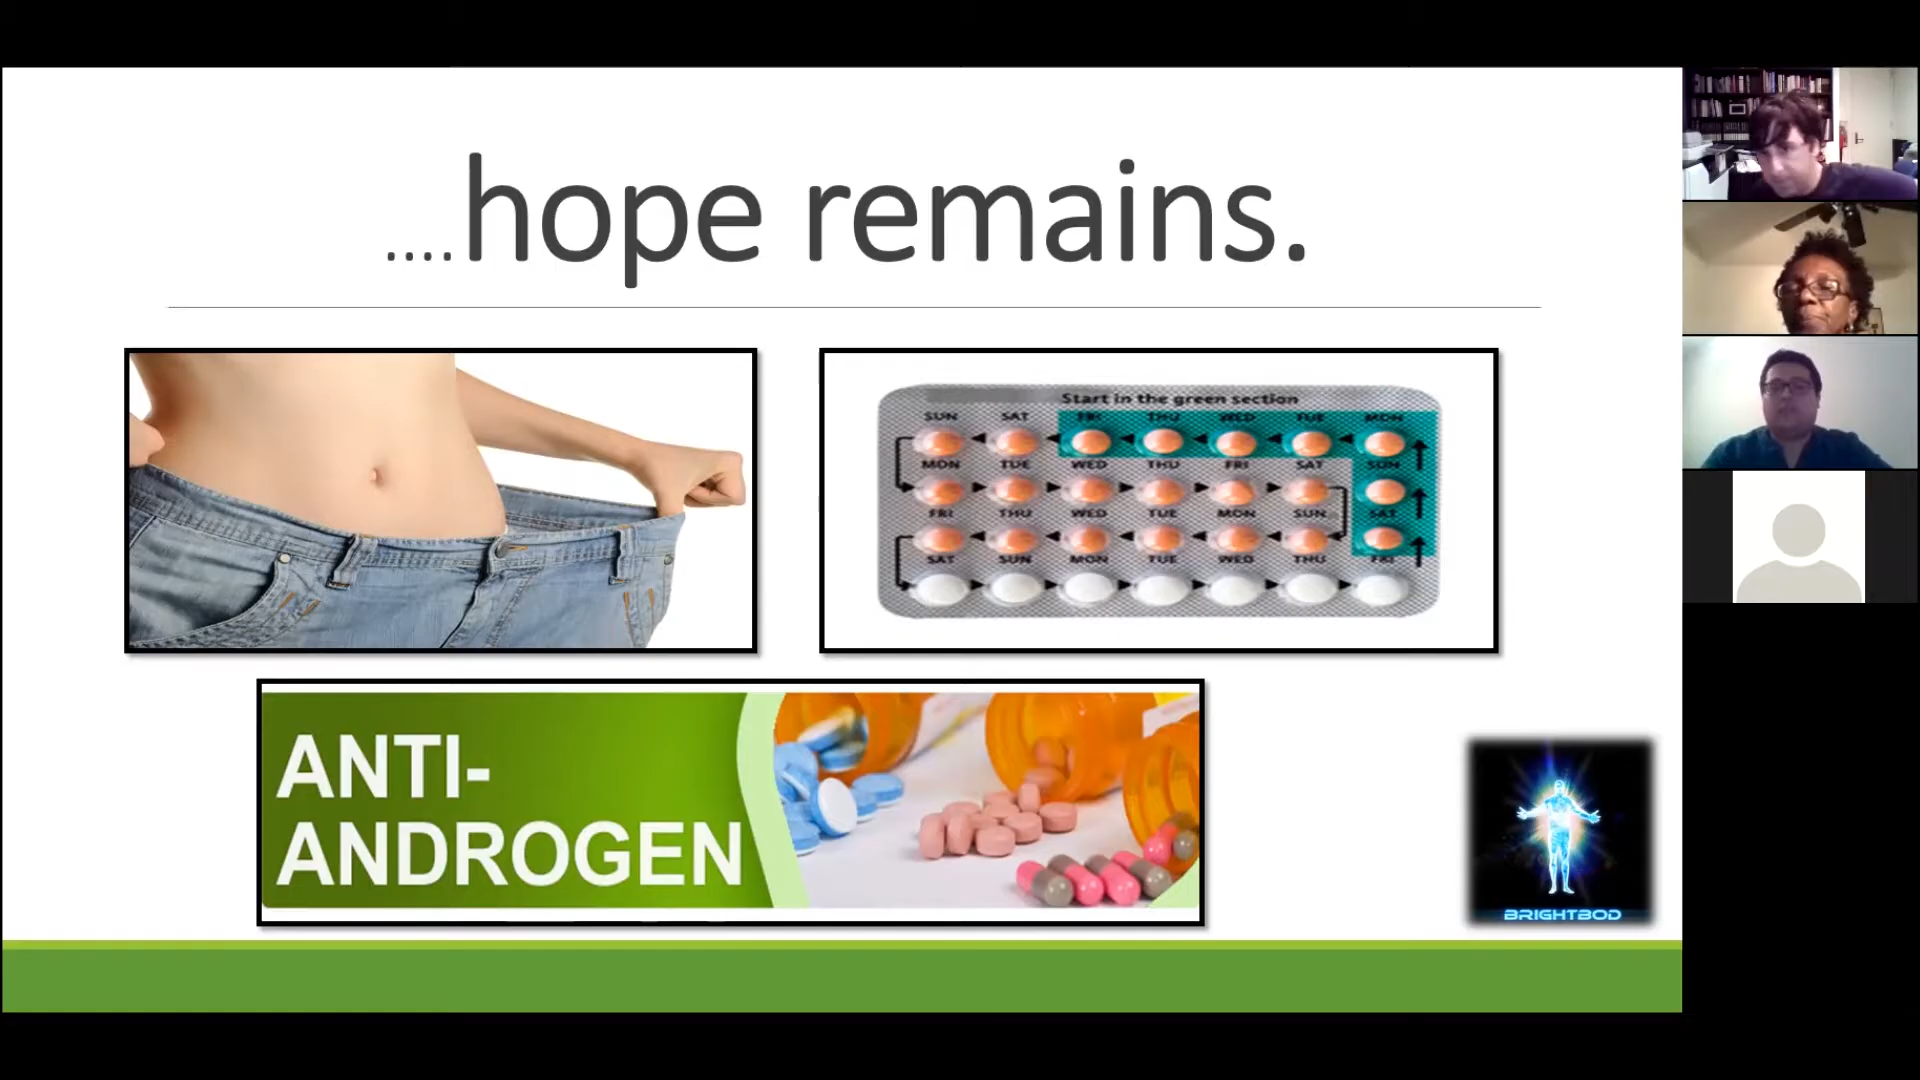 ....hope remains.
Start in the green section
SUN SAT FRI THU WED TUE MON
MON TUE WED THU FRI SAT SUN
FRI THU WED TUE MON SUN SAT
SAT SUN MON TUE WED THU FRI
ANTI-
ANDROGEN
BRIGHTBOD